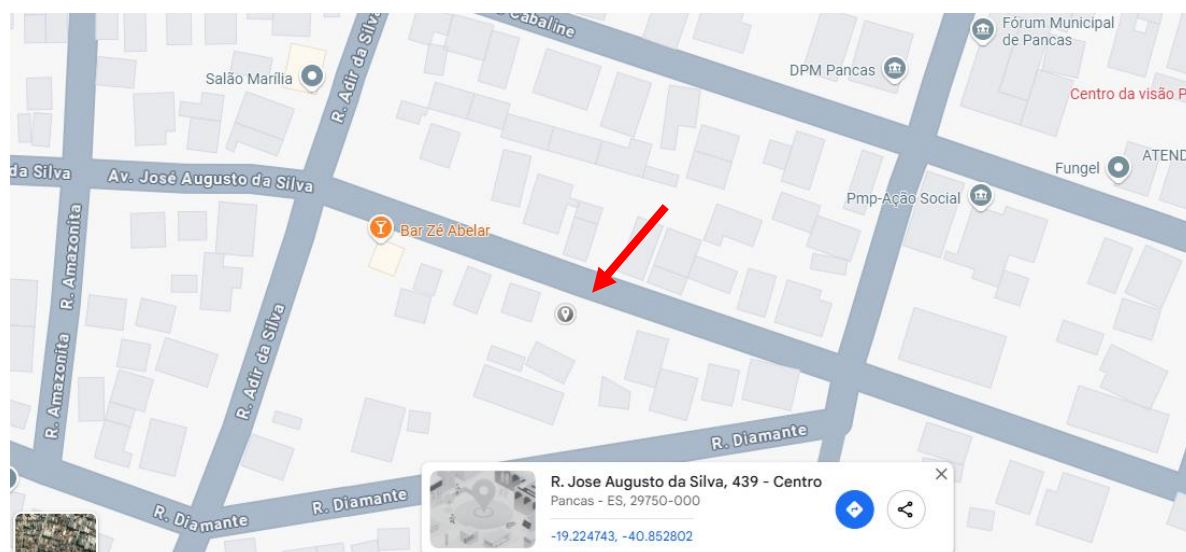 Cabaline
Fórum Municipal
de Pancas
DPM Pancas
Salão Marília
R. Adir da Silva
Centro da visão P
da Silva
Av. José Augusto da Silva
Fungel
ATEND
Pmp-Ação Social
R. Amazonita
Bar Zé Abelar
R. Amazonita
R. Adir da Silva
R. Diamante
R. Diamante
R. Diamante
R. Jose Augusto da Silva, 439 - Centro
Pancas - ES, 29750-000
-19.224743, -40.852802